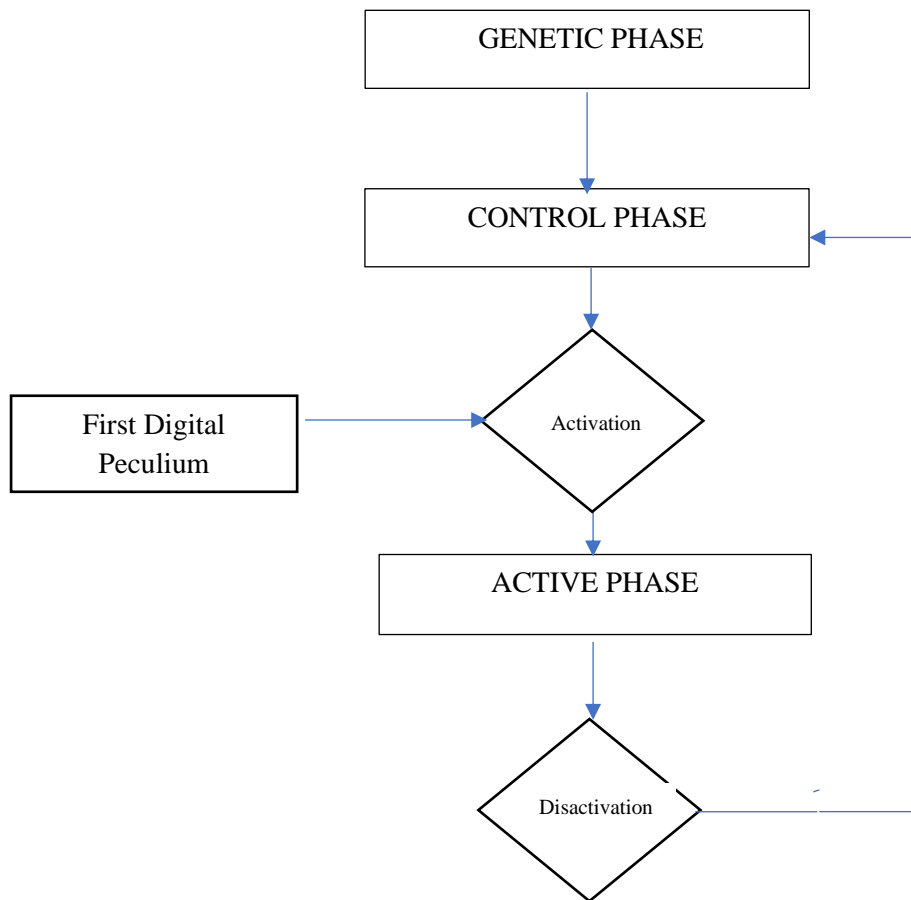 GENETIC PHASE
CONTROL PHASE
Activation
First Digital
Peculium
ACTIVE PHASE
Disactivation